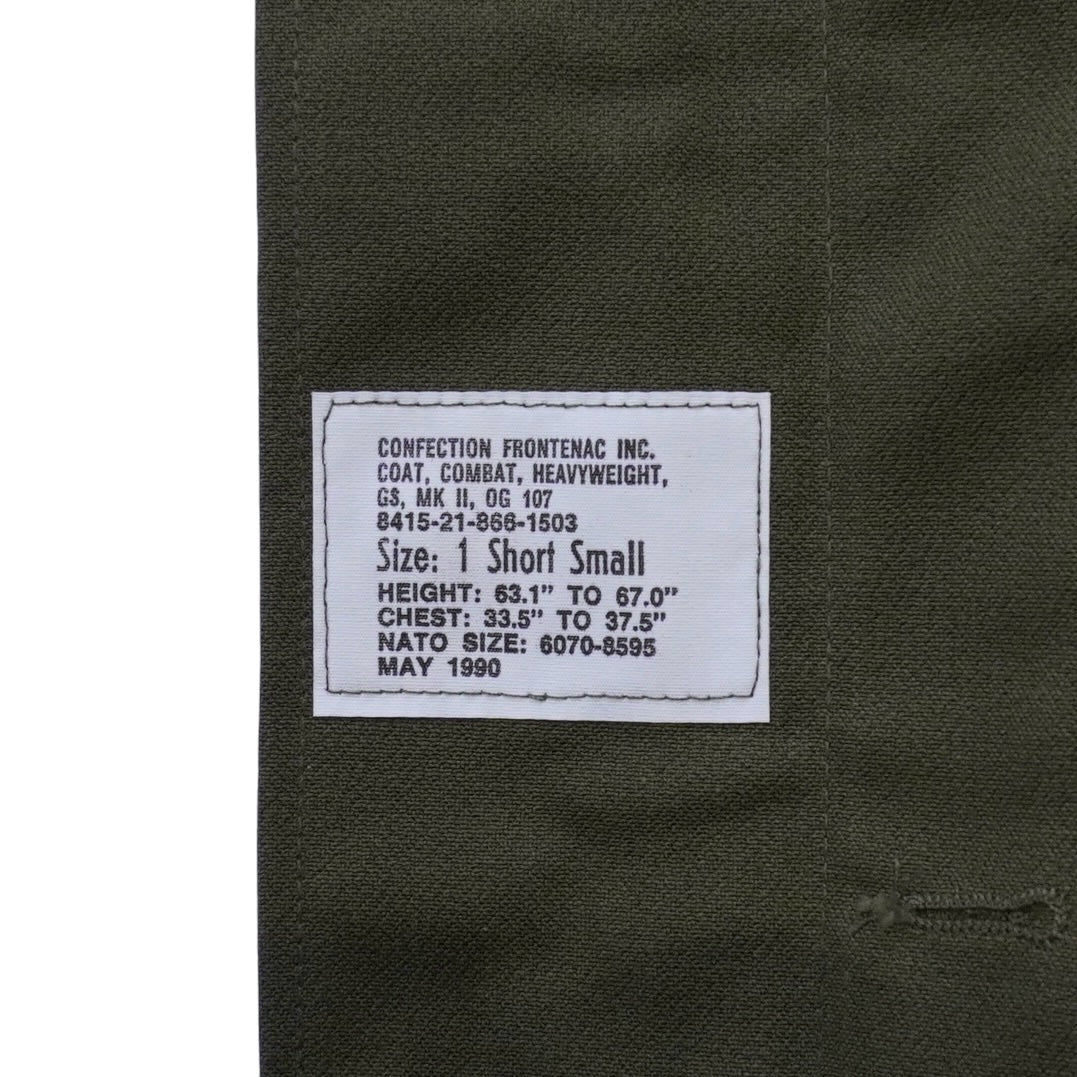 CONFECTION FRONTENAC INC.
COAT, COMBAT, HEAVYWEIGHT,
GS, MK II, OG 107
8415-21-866-1503
Size: 1 Short Small
HEIGHT: 63.1" TO 67.0"
CHEST: 33.5" TO 37.5"
NATO SIZE: 6070-8595
MAY 1990